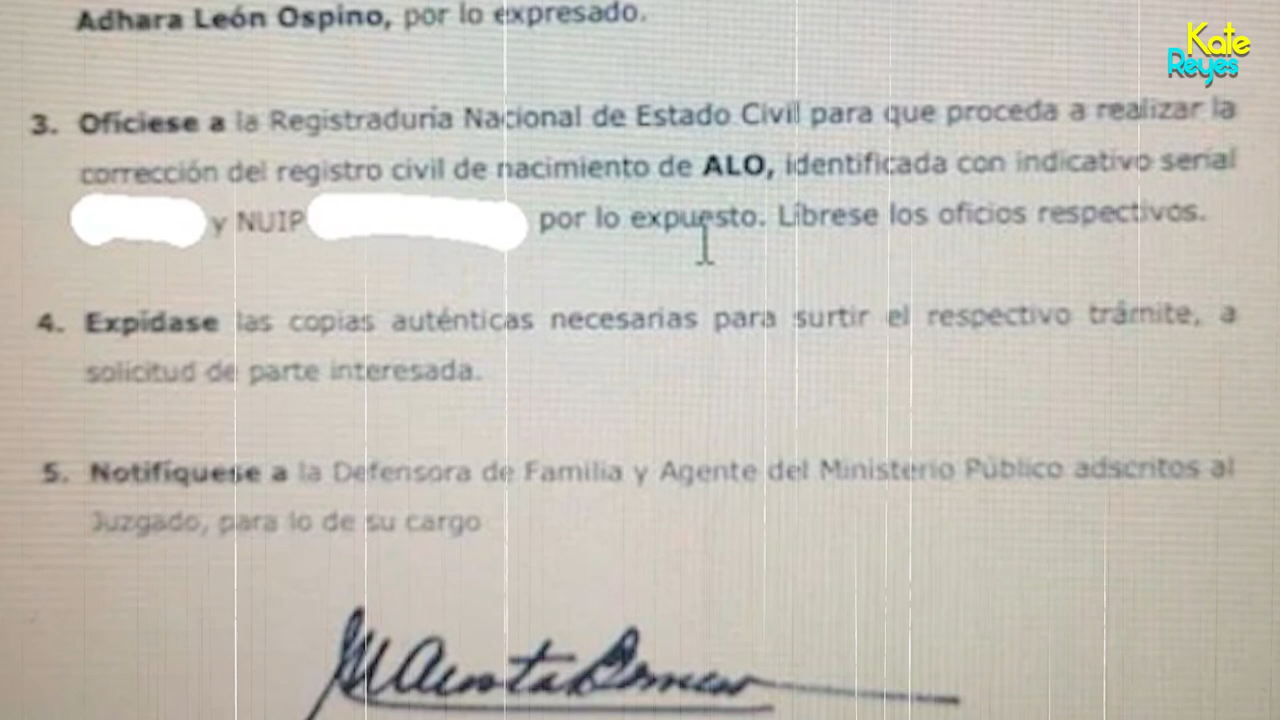 Adhara León Ospino, por lo expresado.
Kate
Reyes
3. Ofíciese a la Registraduría Nacional de Estado Civil para que proceda a realizar la
corrección del registro civil de nacimiento de ALO, identificada con indicativo serial
y NUIP por lo expuesto. Líbrese los oficios respectivos.
4. Expídase las copias auténticas necesarias para surtir el respectivo trámite, a
solicitud de parte interesada.
5. Notifíquese a la Defensora de Familia y Agente del Ministerio Público adscritos al
Juzgado, para lo de su cargo